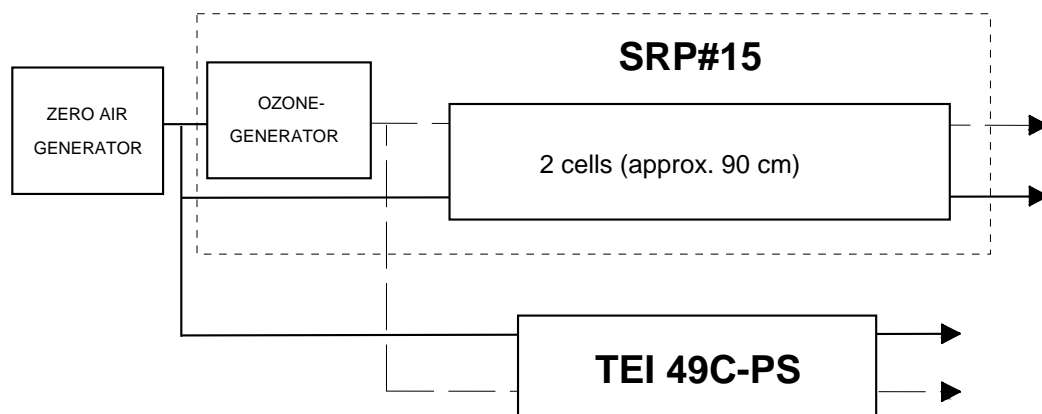 SRP#15
ZERO AIR
GENERATOR
OZONE-
GENERATOR
2 cells (approx. 90 cm)
TEI 49C-PS